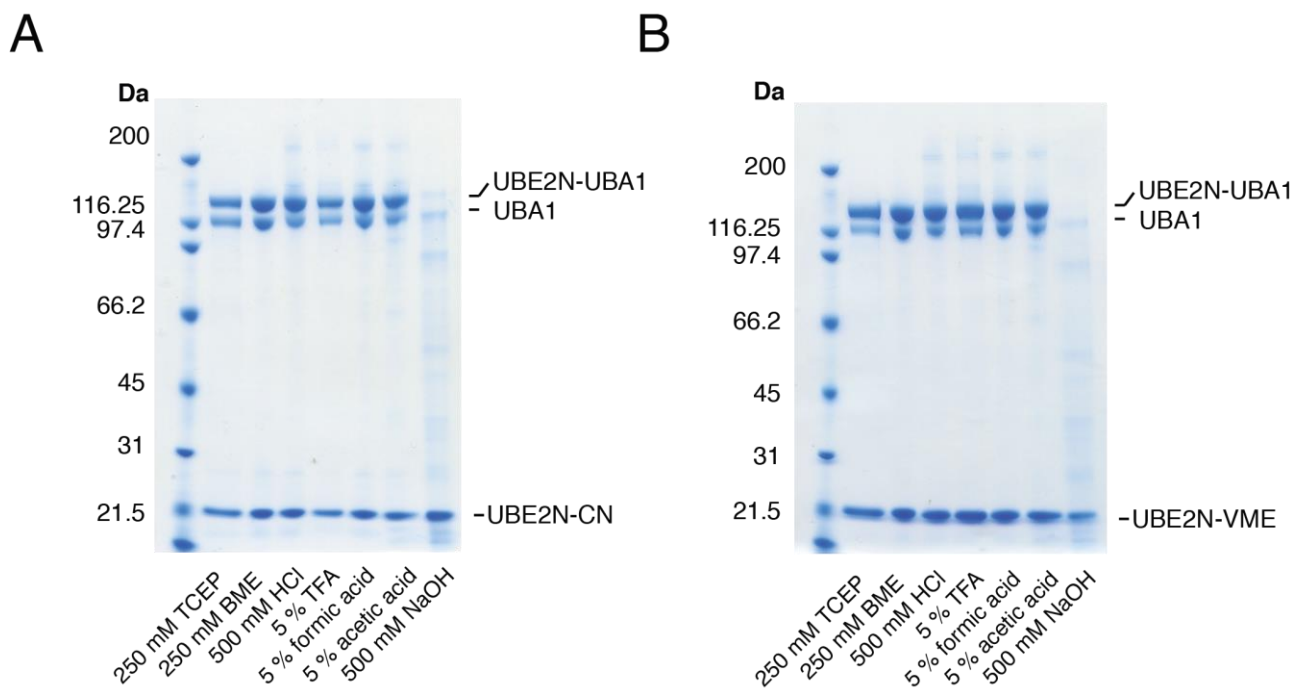 A
B
Da
200
116.25
97.4
66.2
45
31
21.5
UBE2N-UBA1
UBA1
UBE2N-CN
250 mM TCEP
250 mM BME
500 mM HCl
5 % TFA
5 % formic acid
5 % acetic acid
500 mM NaOH
Da
200
116.25
97.4
66.2
45
31
21.5
UBE2N-UBA1
UBA1
UBE2N-VME
250 mM TCEP
250 mM BME
500 mM HCl
5 % TFA
5 % formic acid
5 % acetic acid
500 mM NaOH